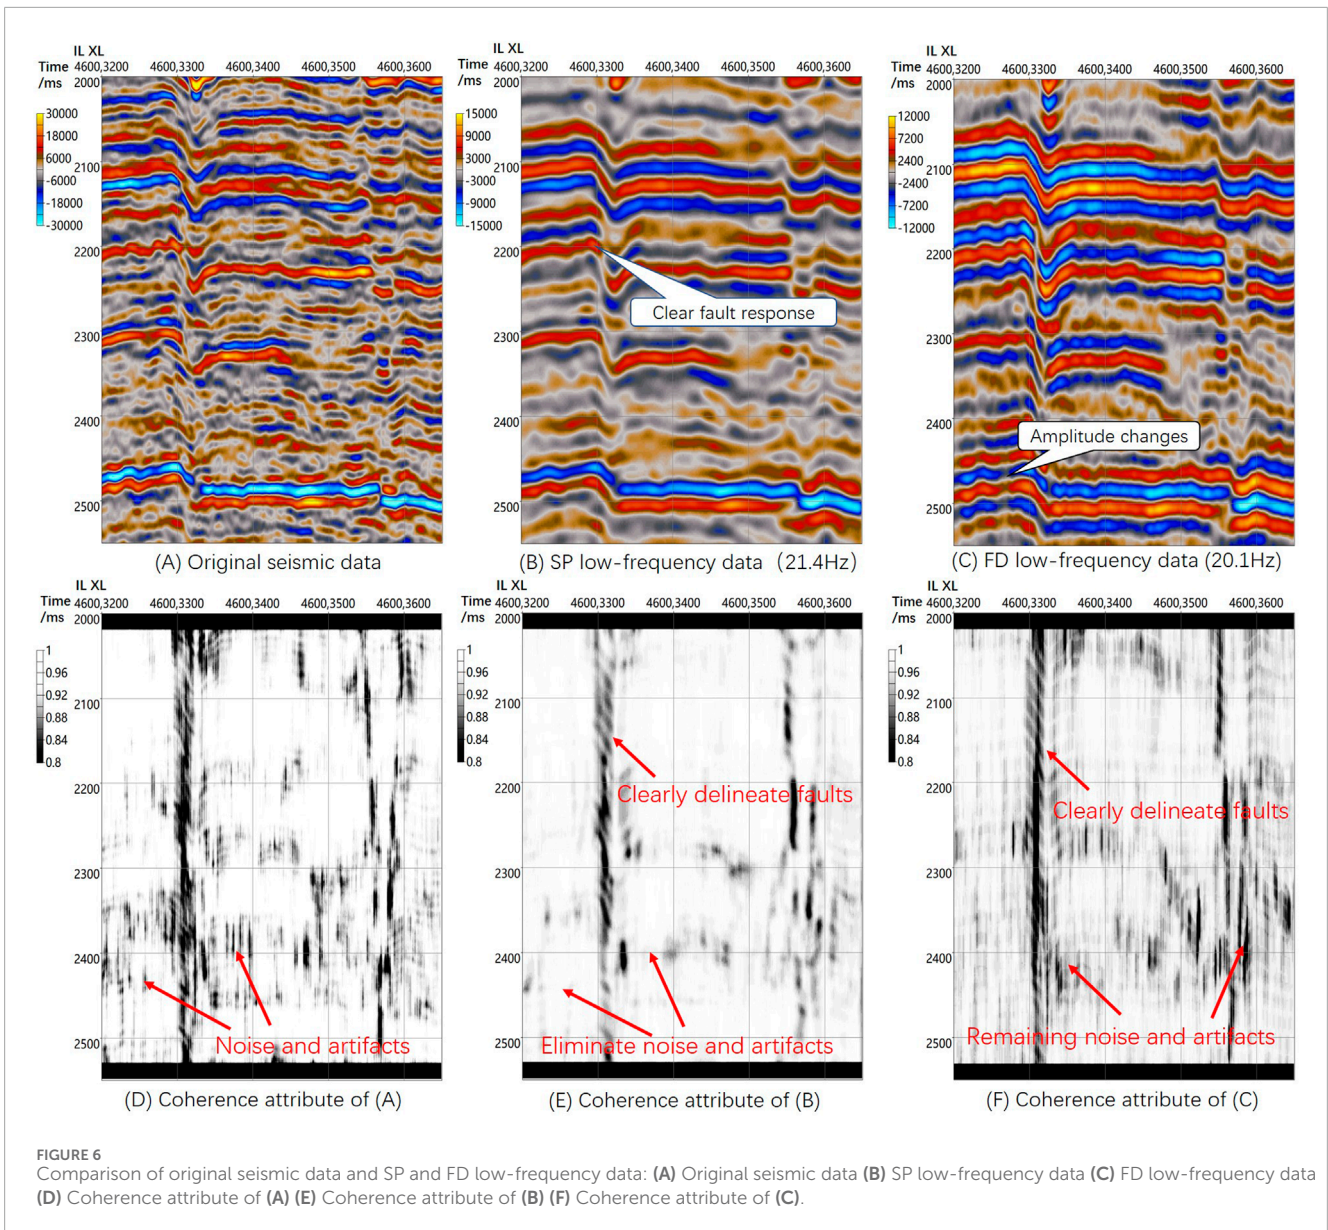 IL XL
Time 4600,3200 4600,3300 4600,3400 4600,3500 4600,3600
/ms
2000
30000
18000
6000
-6000
-18000
-30000
2100
2200
2300
2400
2500
(A) Original seismic data
IL XL
Time 4600,3200 4600,3300 4600,3400 4600,3500 4600,3600
/ms
2000
15000
9000
3000
-3000
-9000
-15000
2100
2200
2300
2400
2500
Clear fault response
(B) SP low-frequency data (21.4Hz)
IL XL
Time 4600,3200 4600,3300 4600,3400 4600,3500 4600,3600
/ms
2000
12000
7200
2400
-2400
-7200
-12000
2100
2200
2300
2400
2500
Amplitude changes
(C) FD low-frequency data (20.1Hz)
IL XL
Time 4600,3200 4600,3300 4600,3400 4600,3500 4600,3600
/ms
2000
1
0.96
0.92
0.88
0.84
0.8
2100
2200
2300
2400
2500
Noise and artifacts
(D) Coherence attribute of (A)
IL XL
Time 4600,3200 4600,3300 4600,3400 4600,3500 4600,3600
/ms
2000
1
0.96
0.92
0.88
0.84
0.8
2100
2200
2300
2400
2500
Clearly delineate faults
Eliminate noise and artifacts
(E) Coherence attribute of (B)
IL XL
Time 4600,3200 4600,3300 4600,3400 4600,3500 4600,3600
/ms
2000
1
0.96
0.92
0.88
0.84
0.8
2100
2200
2300
2400
2500
Clearly delineate faults
Remaining noise and artifacts
(F) Coherence attribute of (C)
FIGURE 6
Comparison of original seismic data and SP and FD low-frequency data: (A) Original seismic data (B) SP low-frequency data (C) FD low-frequency data
(D) Coherence attribute of (A) (E) Coherence attribute of (B) (F) Coherence attribute of (C).